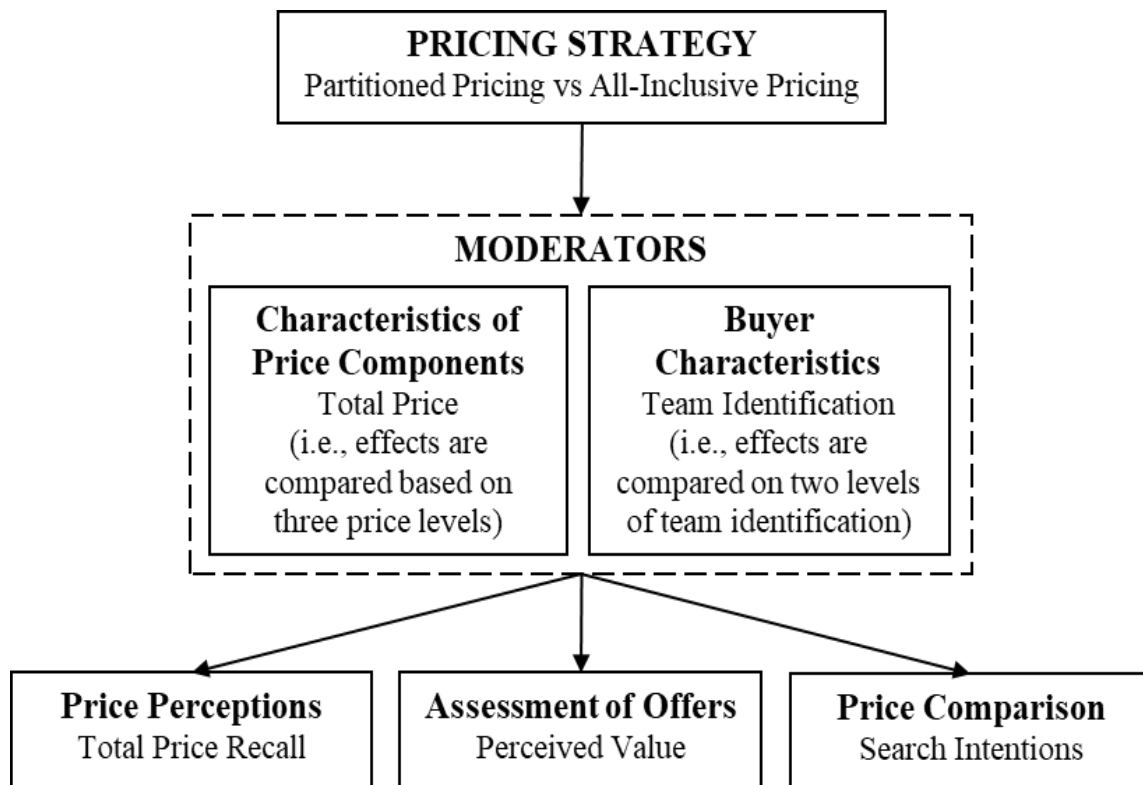 PRICING STRATEGY
Partitioned Pricing vs All-Inclusive Pricing
MODERATORS
Characteristics of
Price Components
Total Price
(i.e., effects are
compared based on
three price levels)
Buyer
Characteristics
Team Identification
(i.e., effects are
compared on two levels
of team identification)
Price Perceptions
Total Price Recall
Assessment of Offers
Perceived Value
Price Comparison
Search Intentions